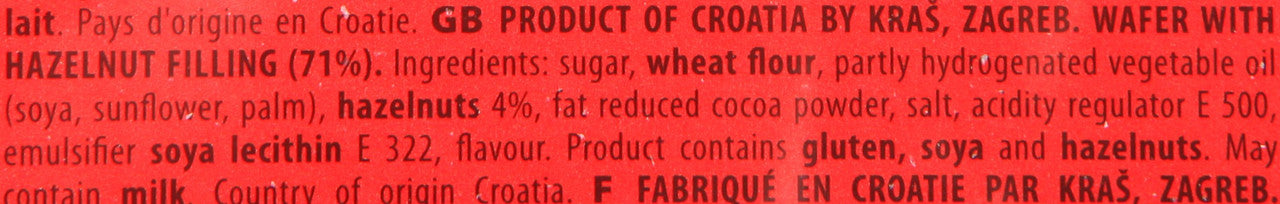 lait. Pays d'origine en Croatie. GB PRODUCT OF CROATIA BY KRAŠ, ZAGREB. WAFER WITH
HAZELNUT FILLING (71%). Ingredients: sugar, wheat flour, partly hydrogenated vegetable oil
(soya, sunflower, palm), hazelnuts 4%, fat reduced cocoa powder, salt, acidity regulator E 500,
emulsifier soya lecithin E 322, flavour. Product contains gluten, soya and hazelnuts. May
contain milk. Country of origin Croatia. F FABRIQUÉ EN CROATIE PAR KRAŠ, ZAGREB.